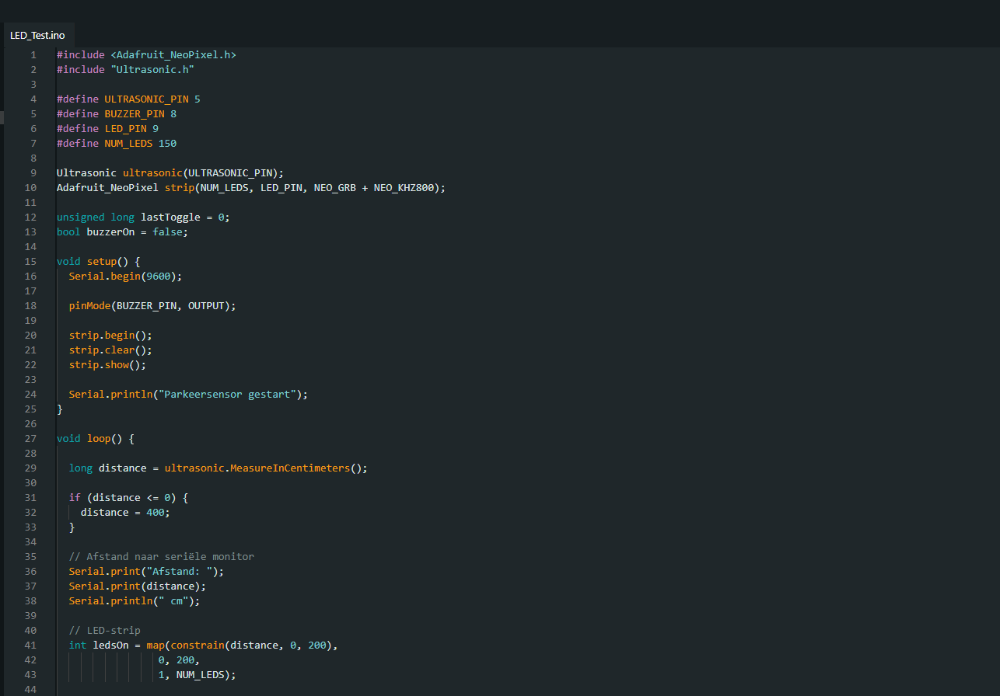 LED_Test.ino
1 #include <Adafruit_NeoPixel.h>
2 #include "Ultrasonic.h"
3
4 #define ULTRASONIC_PIN 5
5 #define BUZZER_PIN 8
6 #define LED_PIN 9
7 #define NUM_LEDS 150
8
9 Ultrasonic ultrasonic(ULTRASONIC_PIN);
10 Adafruit_NeoPixel strip(NUM_LEDS, LED_PIN, NEO_GRB + NEO_KHZ800);
11
12 unsigned long lastToggle = 0;
13 bool buzzerOn = false;
14
15 void setup() {
16   Serial.begin(9600);
17
18   pinMode(BUZZER_PIN, OUTPUT);
19
20   strip.begin();
21   strip.clear();
22   strip.show();
23
24   Serial.println("Parkeersensor gestart");
25 }
26
27 void loop() {
28
29   long distance = ultrasonic.MeasureInCentimeters();
30
31   if (distance <= 0) {
32     distance = 400;
33   }
34
35   // Afstand naar seriële monitor
36   Serial.print("Afstand: ");
37   Serial.print(distance);
38   Serial.println(" cm");
39
40   // LED-strip
41   int ledsOn = map(constrain(distance, 0, 200),
42                  0, 200,
43                  1, NUM_LEDS);
44